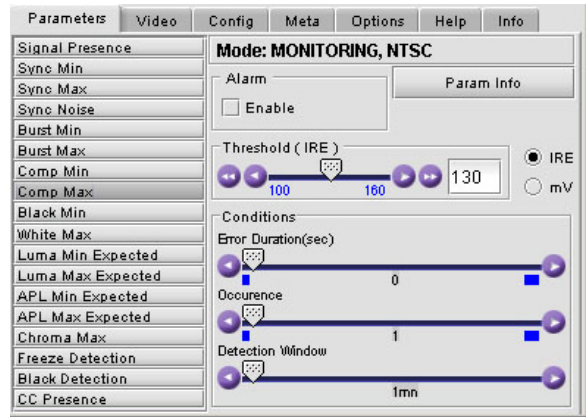 Parameters Video Config Meta Options Help Info
Signal Presence
Sync Min
Sync Max
Sync Noise
Burst Min
Burst Max
Comp Min
Comp Max
Black Min
White Max
Luma Min Expected
Luma Max Expected
APL Min Expected
APL Max Expected
Chroma Max
Freeze Detection
Black Detection
CC Presence
Mode: MONITORING, NTSC
Alarm
Enable
Param Info
Threshold ( IRE )
100 160
130
IRE
mV
Conditions
Error Duration(sec)
0
Occurence
1
Detection Window
1mn